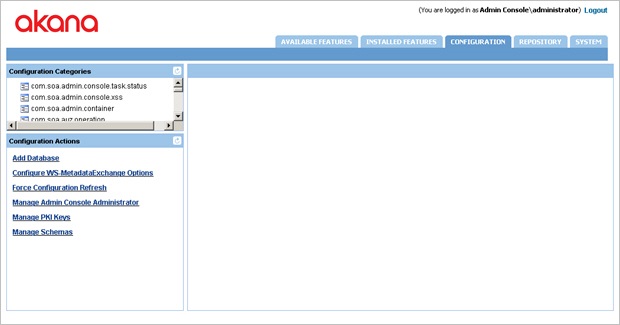 akana
(You are logged in as Admin Console\administrator) Logout
AVAILABLE FEATURES INSTALLED FEATURES CONFIGURATION REPOSITORY SYSTEM
Configuration Categories
com.soa.admin.console.task.status
com.soa.admin.console.xss
com.soa.admin.container
com.soa.auz.operation
Configuration Actions
Add Database
Configure WS-MetadataExchange Options
Force Configuration Refresh
Manage Admin Console Administrator
Manage PKI Keys
Manage Schemas